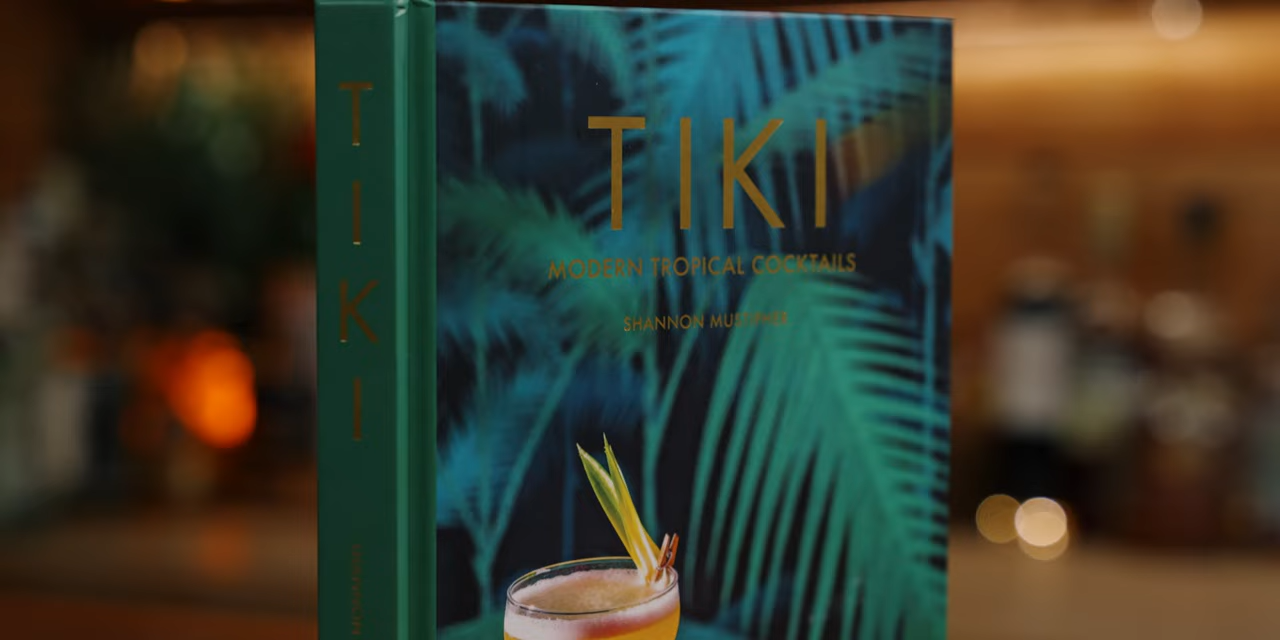 TIKI
TIKI
MODERN TROPICAL COCKTAILS
SHANNON MUSTIPHER